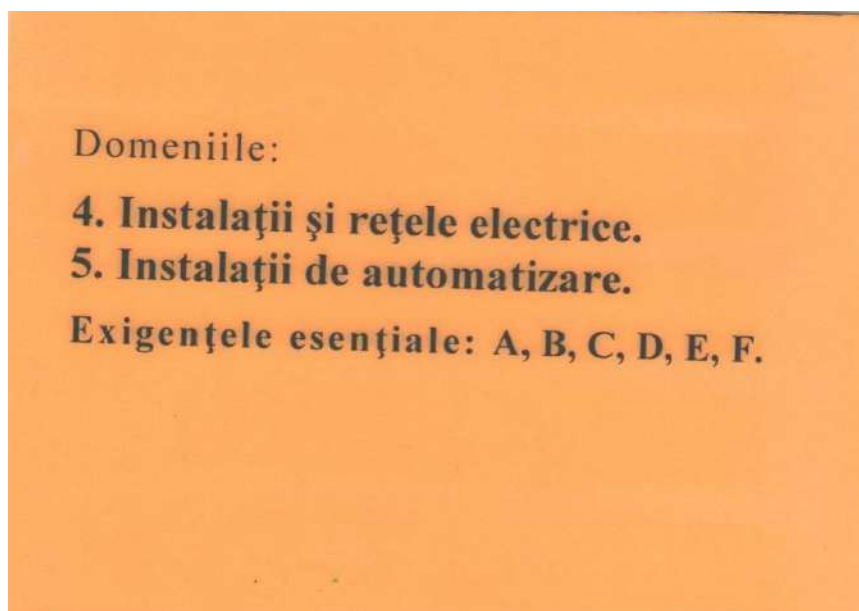 Domeniile:
4. Instalaţii şi reţele electrice.
5. Instalaţii de automatizare.
Exigenţele esenţiale: A, B, C, D, E, F.